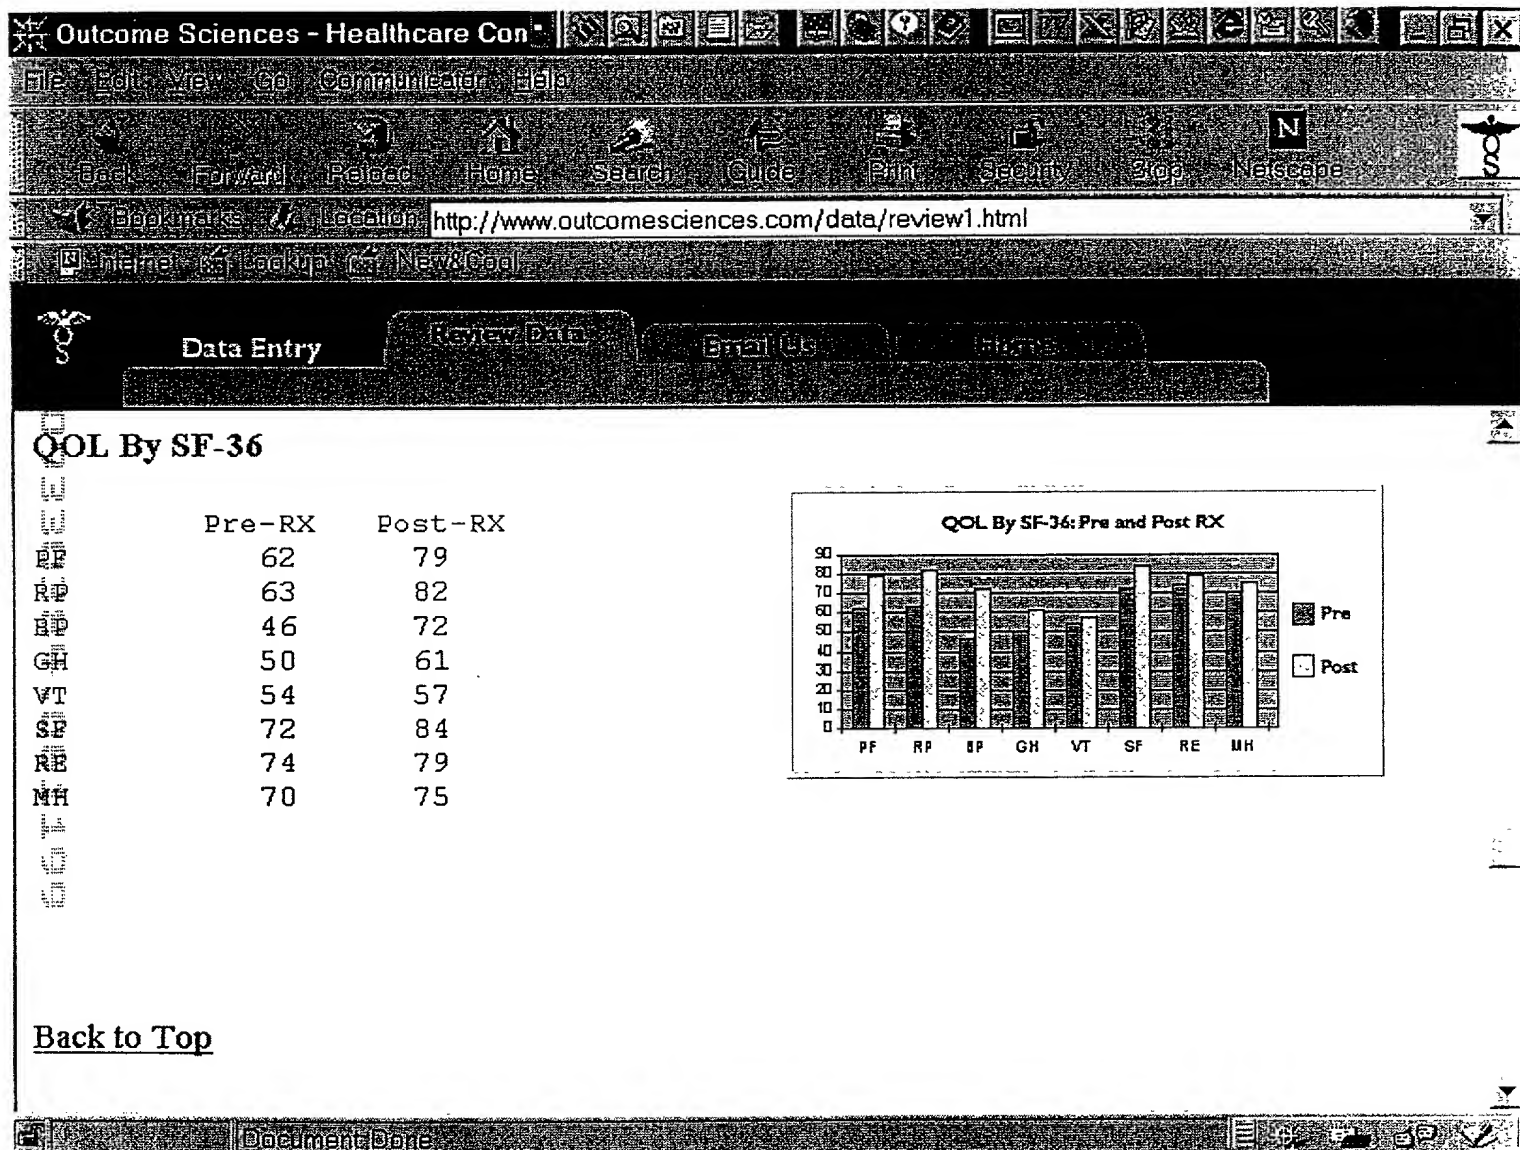 Outcome Sciences - Healthcare Con
File Edit View Go Communicator Help
Back Forward Reload Home Search Guide Print Security Stop Netscape
Bookmarks Location http://www.outcomesciences.com/data/review1.html
Internet Lookup New&Cool
Data Entry Review Data Email Us Home
QOL By SF-36
Pre-RX Post-RX
PF 62 79
RP 63 82
BP 46 72
GH 50 61
VT 54 57
SF 72 84
RE 74 79
MH 70 75
QOL By SF-36: Pre and Post RX
90
80
70
60
50
40
30
20
10
0
PF RP BP GH VT SF RE MH
Pre
Post
Back to Top
Document Done